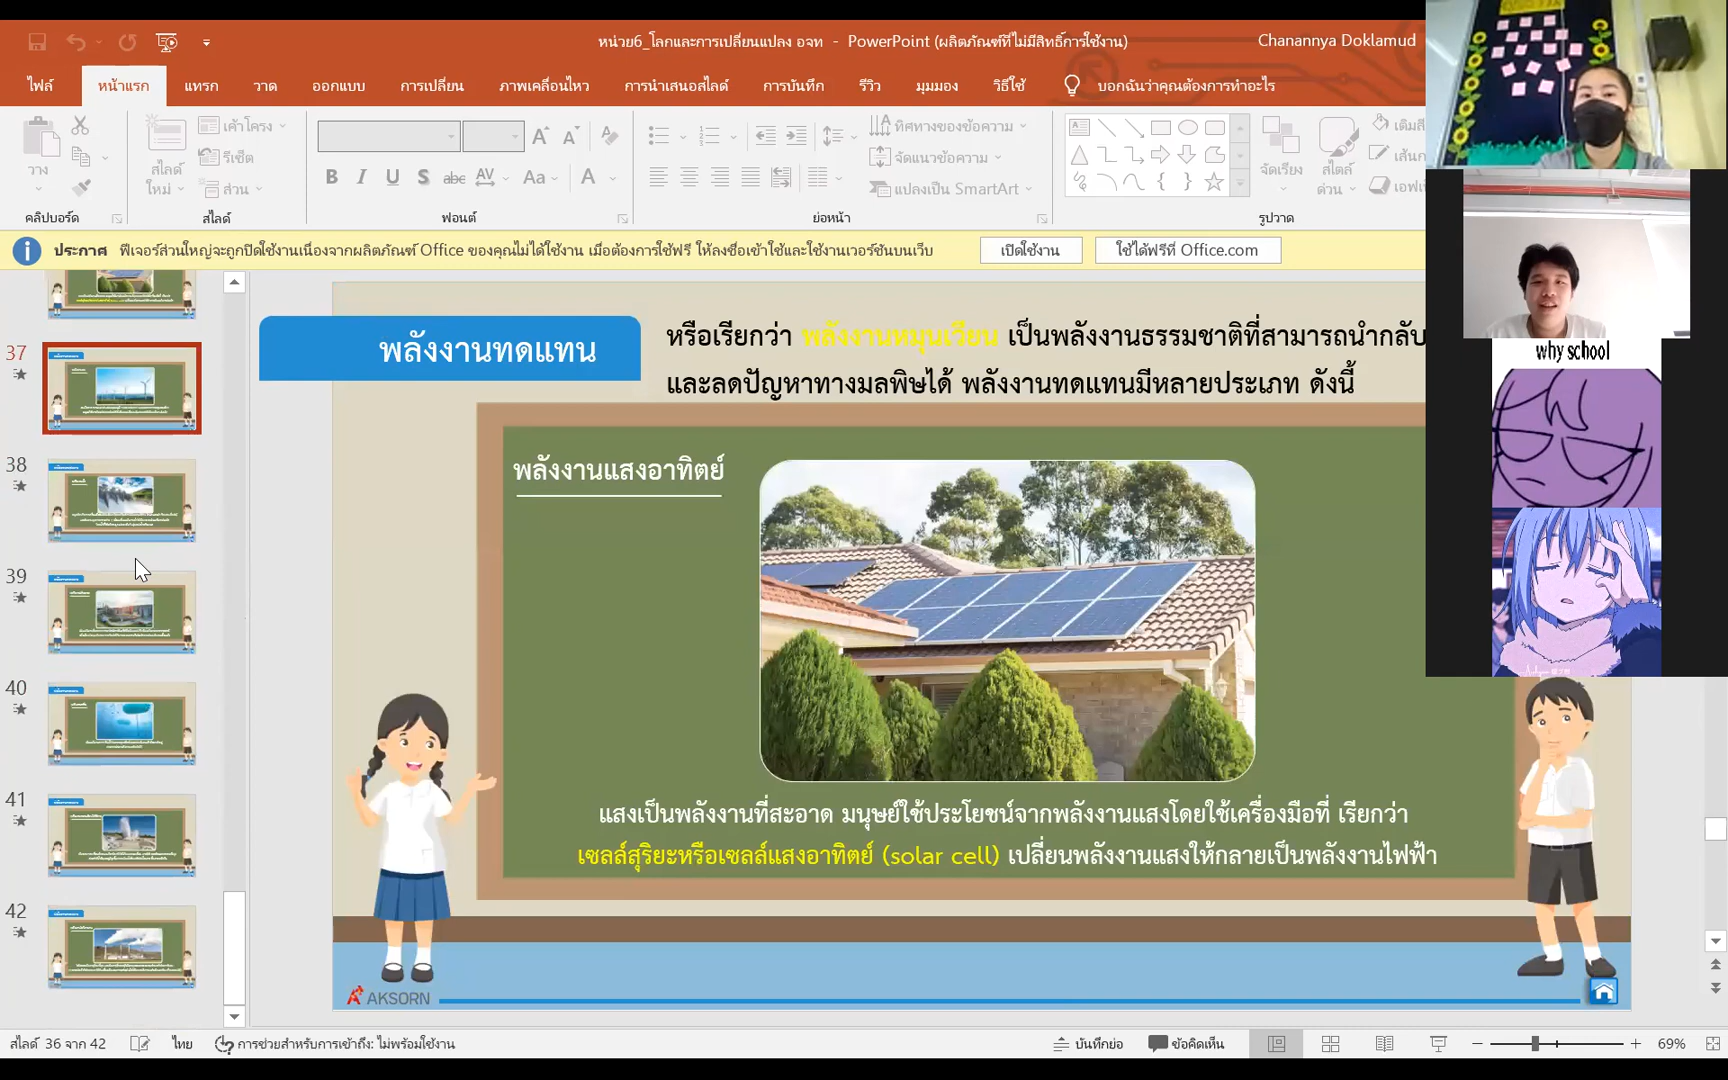 หน่วย6_โลกและการเปลี่ยนแปลง อจท - PowerPoint (ผลิตภัณฑ์ที่ไม่มีสิทธิ์การใช้งาน)
Chanannya Doklamud
ไฟล์ หน้าแรก แทรก วาด ออกแบบ การเปลี่ยน ภาพเคลื่อนไหว การนำเสนอสไลด์ การบันทึก รีวิว มุมมอง วิธีใช้ บอกฉันว่าคุณต้องการทำอะไร
วาง
คลิปบอร์ด
สไลด์
ใหม่
เค้าโครง
รีเซ็ต
ส่วน
สไลด์
B I U S abc AV Aa A
ฟอนต์
ทิศทางของข้อความ
จัดแนวข้อความ
แปลงเป็น SmartArt
ย่อหน้า
จัดเรียง
สไตล์
ด่วน
เติมสี
เส้นก
เอฟเ
รูปวาด
ประกาศ ฟีเจอร์ส่วนใหญ่จะถูกปิดใช้งานเนื่องจากผลิตภัณฑ์ Office ของคุณไม่ได้ใช้งาน เมื่อต้องการใช้ฟรี ให้ลงชื่อเข้าใช้และใช้งานเวอร์ชันบนเว็บ
เปิดใช้งาน
ใช้ได้ฟรีที่ Office.com
37
38
39
40
41
42
พลังงานทดแทน
หรือเรียกว่า พลังงานหมุนเวียน เป็นพลังงานธรรมชาติที่สามารถนำกลับ
และลดปัญหาทางมลพิษได้ พลังงานทดแทนมีหลายประเภท ดังนี้
พลังงานแสงอาทิตย์
แสงเป็นพลังงานที่สะอาด มนุษย์ใช้ประโยชน์จากพลังงานแสงโดยใช้เครื่องมือที่ เรียกว่า
เซลล์สุริยะหรือเซลล์แสงอาทิตย์ (solar cell) เปลี่ยนพลังงานแสงให้กลายเป็นพลังงานไฟฟ้า
AKSORN
why school
สไลด์ 36 จาก 42
ไทย
การช่วยสำหรับการเข้าถึง: ไม่พร้อมใช้งาน
บันทึกย่อ
ข้อคิดเห็น
69%